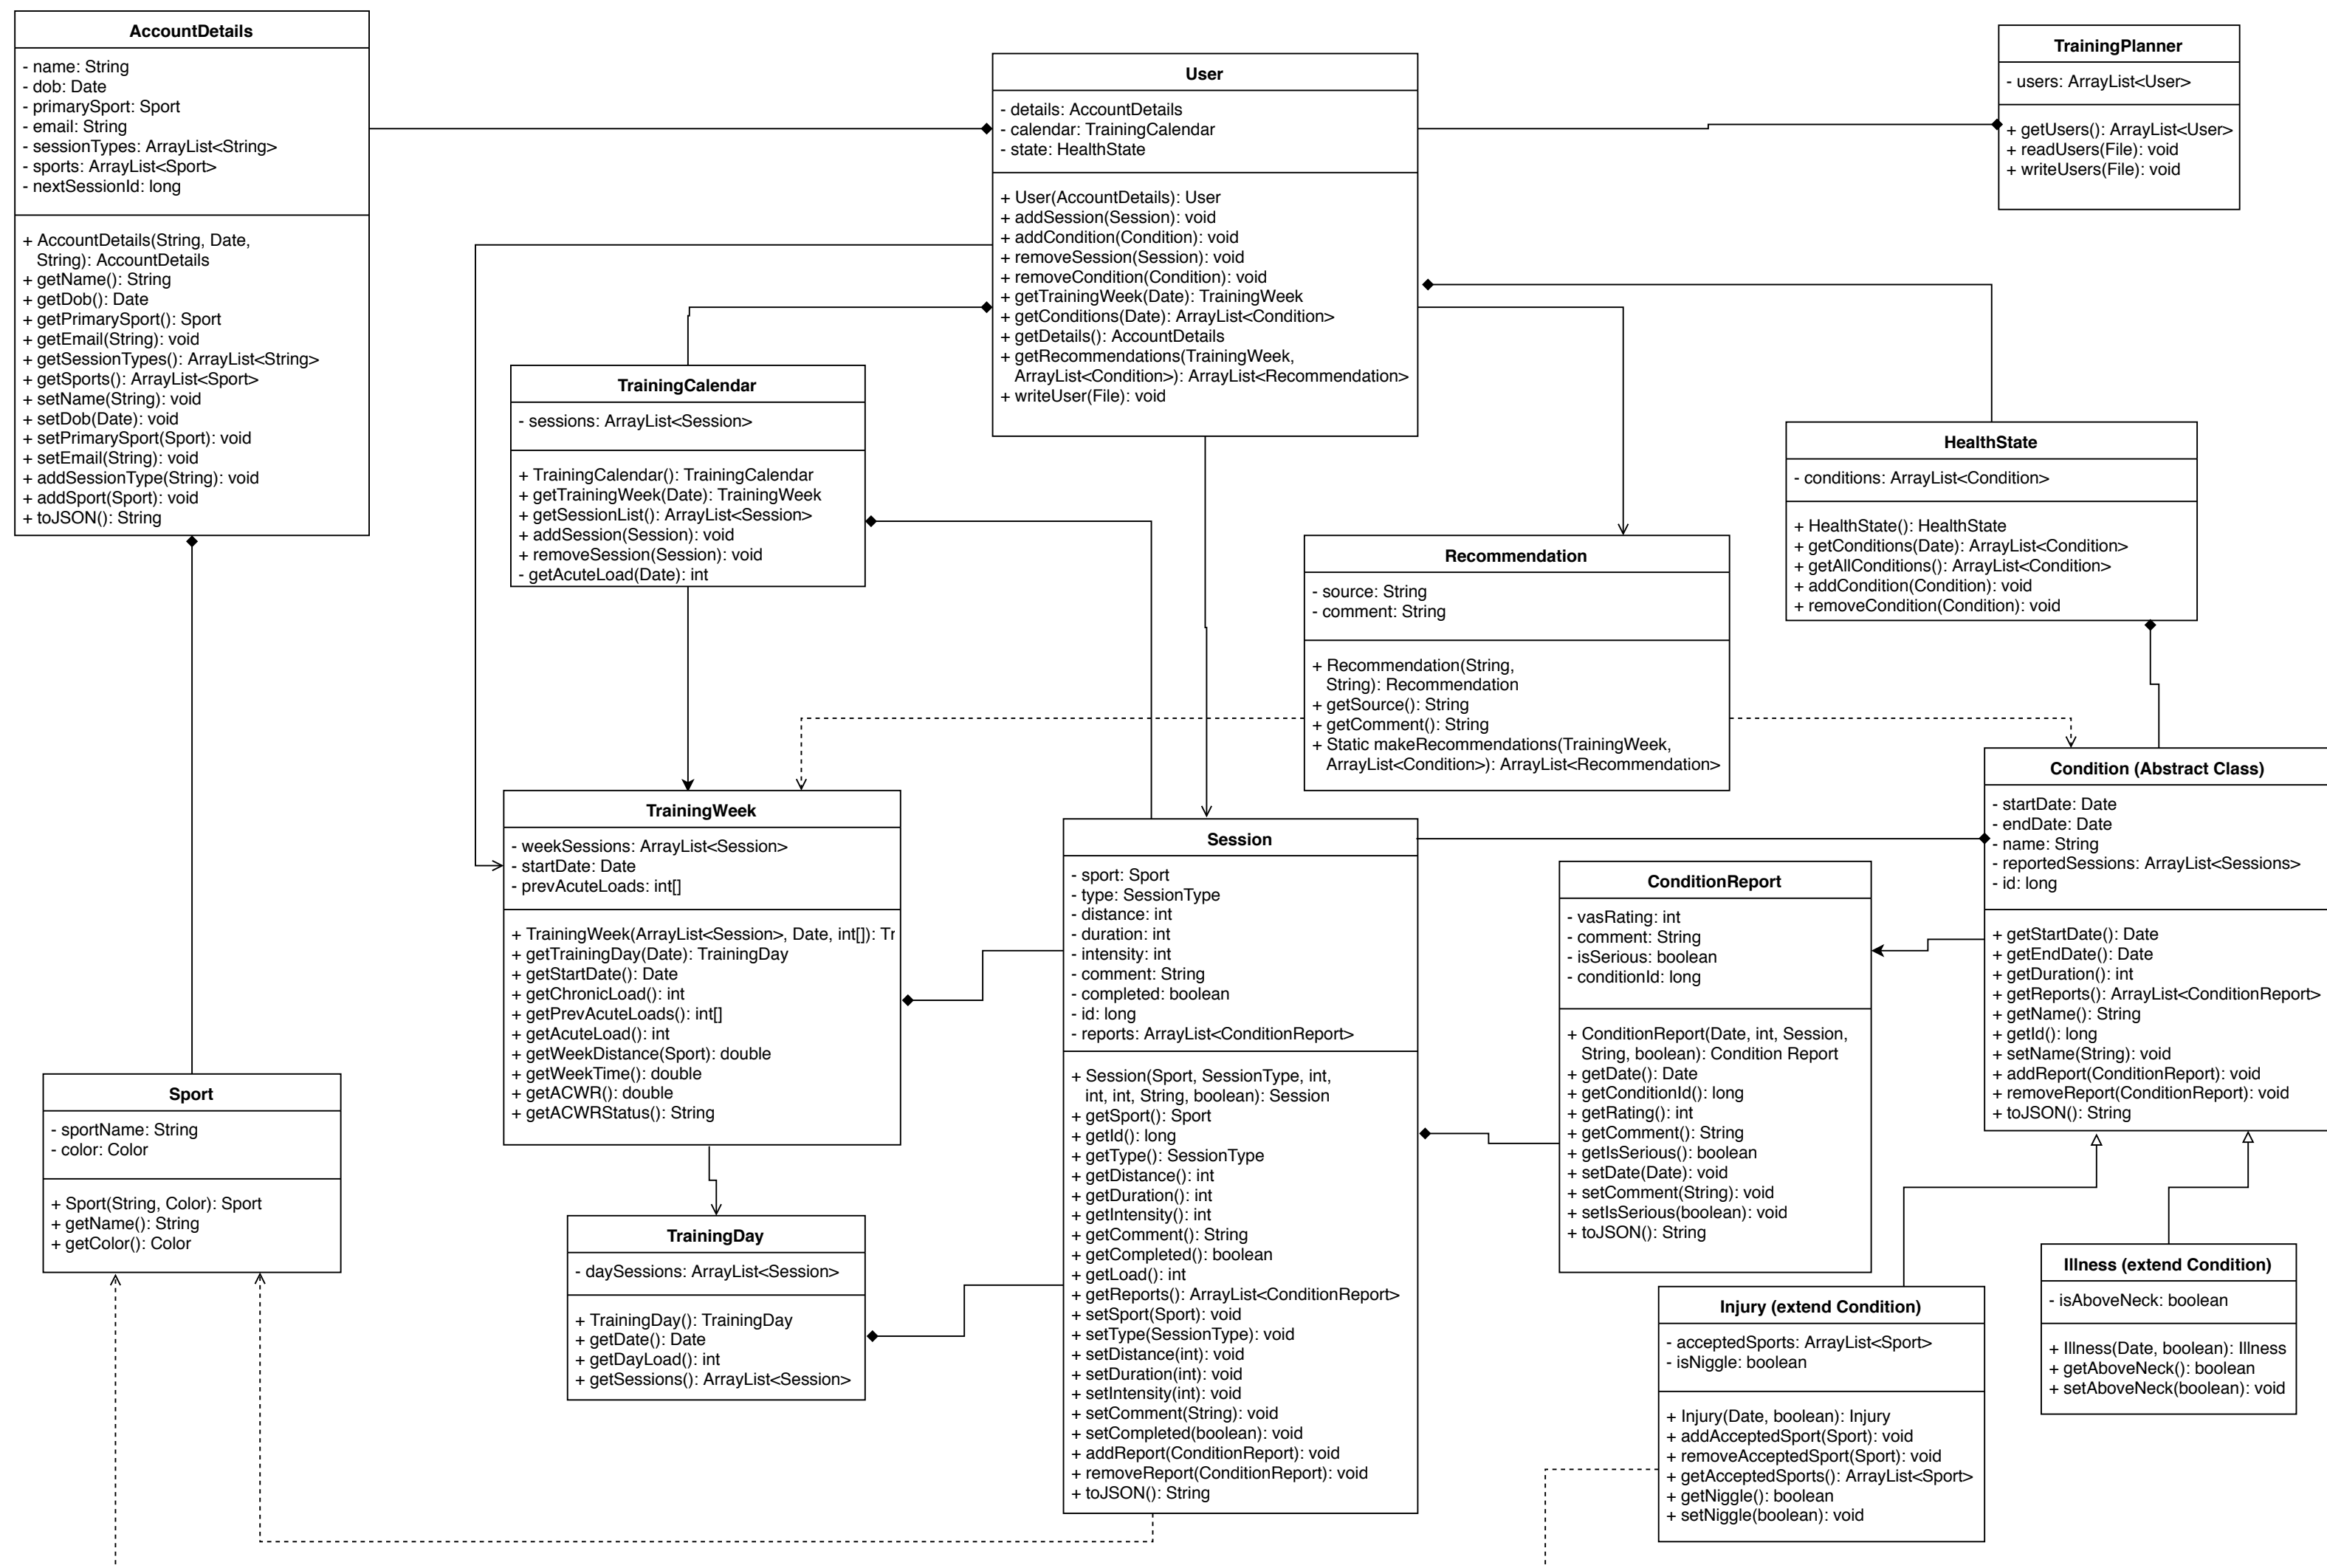 AccountDetails
- name: String
- dob: Date
- primarySport: Sport
- email: String
- sessionTypes: ArrayList<String>
- sports: ArrayList<Sport>
- nextSessionId: long
+ AccountDetails(String, Date,
String): AccountDetails
+ getName(): String
+ getDob(): Date
+ getPrimarySport(): Sport
+ getEmail(String): void
+ getSessionTypes(): ArrayList<String>
+ getSports(): ArrayList<Sport>
+ setName(String): void
+ setDob(Date): void
+ setPrimarySport(Sport): void
+ setEmail(String): void
+ addSessionType(String): void
+ addSport(Sport): void
+ toJSON(): String
User
- details: AccountDetails
- calendar: TrainingCalendar
- state: HealthState
+ User(AccountDetails): User
+ addSession(Session): void
+ addCondition(Condition): void
+ removeSession(Session): void
+ removeCondition(Condition): void
+ getTrainingWeek(Date): TrainingWeek
+ getConditions(Date): ArrayList<Condition>
+ getDetails(): AccountDetails
+ getRecommendations(TrainingWeek,
ArrayList<Condition>): ArrayList<Recommendation>
+ writeUser(File): void
TrainingPlanner
- users: ArrayList<User>
+ getUsers(): ArrayList<User>
+ readUsers(File): void
+ writeUsers(File): void
TrainingCalendar
- sessions: ArrayList<Session>
+ TrainingCalendar(): TrainingCalendar
+ getTrainingWeek(Date): TrainingWeek
+ getSessionList(): ArrayList<Session>
+ addSession(Session): void
+ removeSession(Session): void
- getAcuteLoad(Date): int
HealthState
- conditions: ArrayList<Condition>
+ HealthState(): HealthState
+ getConditions(Date): ArrayList<Condition>
+ getAllConditions(): ArrayList<Condition>
+ addCondition(Condition): void
+ removeCondition(Condition): void
Recommendation
- source: String
- comment: String
+ Recommendation(String,
String): Recommendation
+ getSource(): String
+ getComment(): String
+ Static makeRecommendations(TrainingWeek,
ArrayList<Condition>): ArrayList<Recommendation>
TrainingWeek
- weekSessions: ArrayList<Session>
- startDate: Date
- prevAcuteLoads: int[]
+ TrainingWeek(ArrayList<Session>, Date, int[]): Tr
+ getTrainingDay(Date): TrainingDay
+ getStartDate(): Date
+ getChronicLoad(): int
+ getPrevAcuteLoads(): int[]
+ getAcuteLoad(): int
+ getWeekDistance(Sport): double
+ getWeekTime(): double
+ getACWR(): double
+ getACWRStatus(): String
Session
- sport: Sport
- type: SessionType
- distance: int
- duration: int
- intensity: int
- comment: String
- completed: boolean
- id: long
- reports: ArrayList<ConditionReport>
+ Session(Sport, SessionType, int,
int, int, String, boolean): Session
+ getSport(): Sport
+ getId(): long
+ getType(): SessionType
+ getDistance(): int
+ getDuration(): int
+ getIntensity(): int
+ getComment(): String
+ getCompleted(): boolean
+ getLoad(): int
+ getReports(): ArrayList<ConditionReport>
+ setSport(Sport): void
+ setType(SessionType): void
+ setDistance(int): void
+ setDuration(int): void
+ setIntensity(int): void
+ setComment(String): void
+ setCompleted(boolean): void
+ addReport(ConditionReport): void
+ removeReport(ConditionReport): void
+ toJSON(): String
ConditionReport
- vasRating: int
- comment: String
- isSerious: boolean
- conditionId: long
+ ConditionReport(Date, int, Session,
String, boolean): Condition Report
+ getDate(): Date
+ getConditionId(): long
+ getRating(): int
+ getComment(): String
+ getIsSerious(): boolean
+ setDate(Date): void
+ setComment(String): void
+ setIsSerious(boolean): void
+ toJSON(): String
Condition (Abstract Class)
- startDate: Date
- endDate: Date
- name: String
- reportedSessions: ArrayList<Sessions>
- id: long
+ getStartDate(): Date
+ getEndDate(): Date
+ getDuration(): int
+ getReports(): ArrayList<ConditionReport>
+ getName(): String
+ getId(): long
+ setName(String): void
+ addReport(ConditionReport): void
+ removeReport(ConditionReport): void
+ toJSON(): String
Sport
- sportName: String
- color: Color
+ Sport(String, Color): Sport
+ getName(): String
+ getColor(): Color
TrainingDay
- daySessions: ArrayList<Session>
+ TrainingDay(): TrainingDay
+ getDate(): Date
+ getDayLoad(): int
+ getSessions(): ArrayList<Session>
Injury (extend Condition)
- acceptedSports: ArrayList<Sport>
- isNiggle: boolean
+ Injury(Date, boolean): Injury
+ addAcceptedSport(Sport): void
+ removeAcceptedSport(Sport): void
+ getAcceptedSports(): ArrayList<Sport>
+ getNiggle(): boolean
+ setNiggle(boolean): void
Illness (extend Condition)
- isAboveNeck: boolean
+ Illness(Date, boolean): Illness
+ getAboveNeck(): boolean
+ setAboveNeck(boolean): void